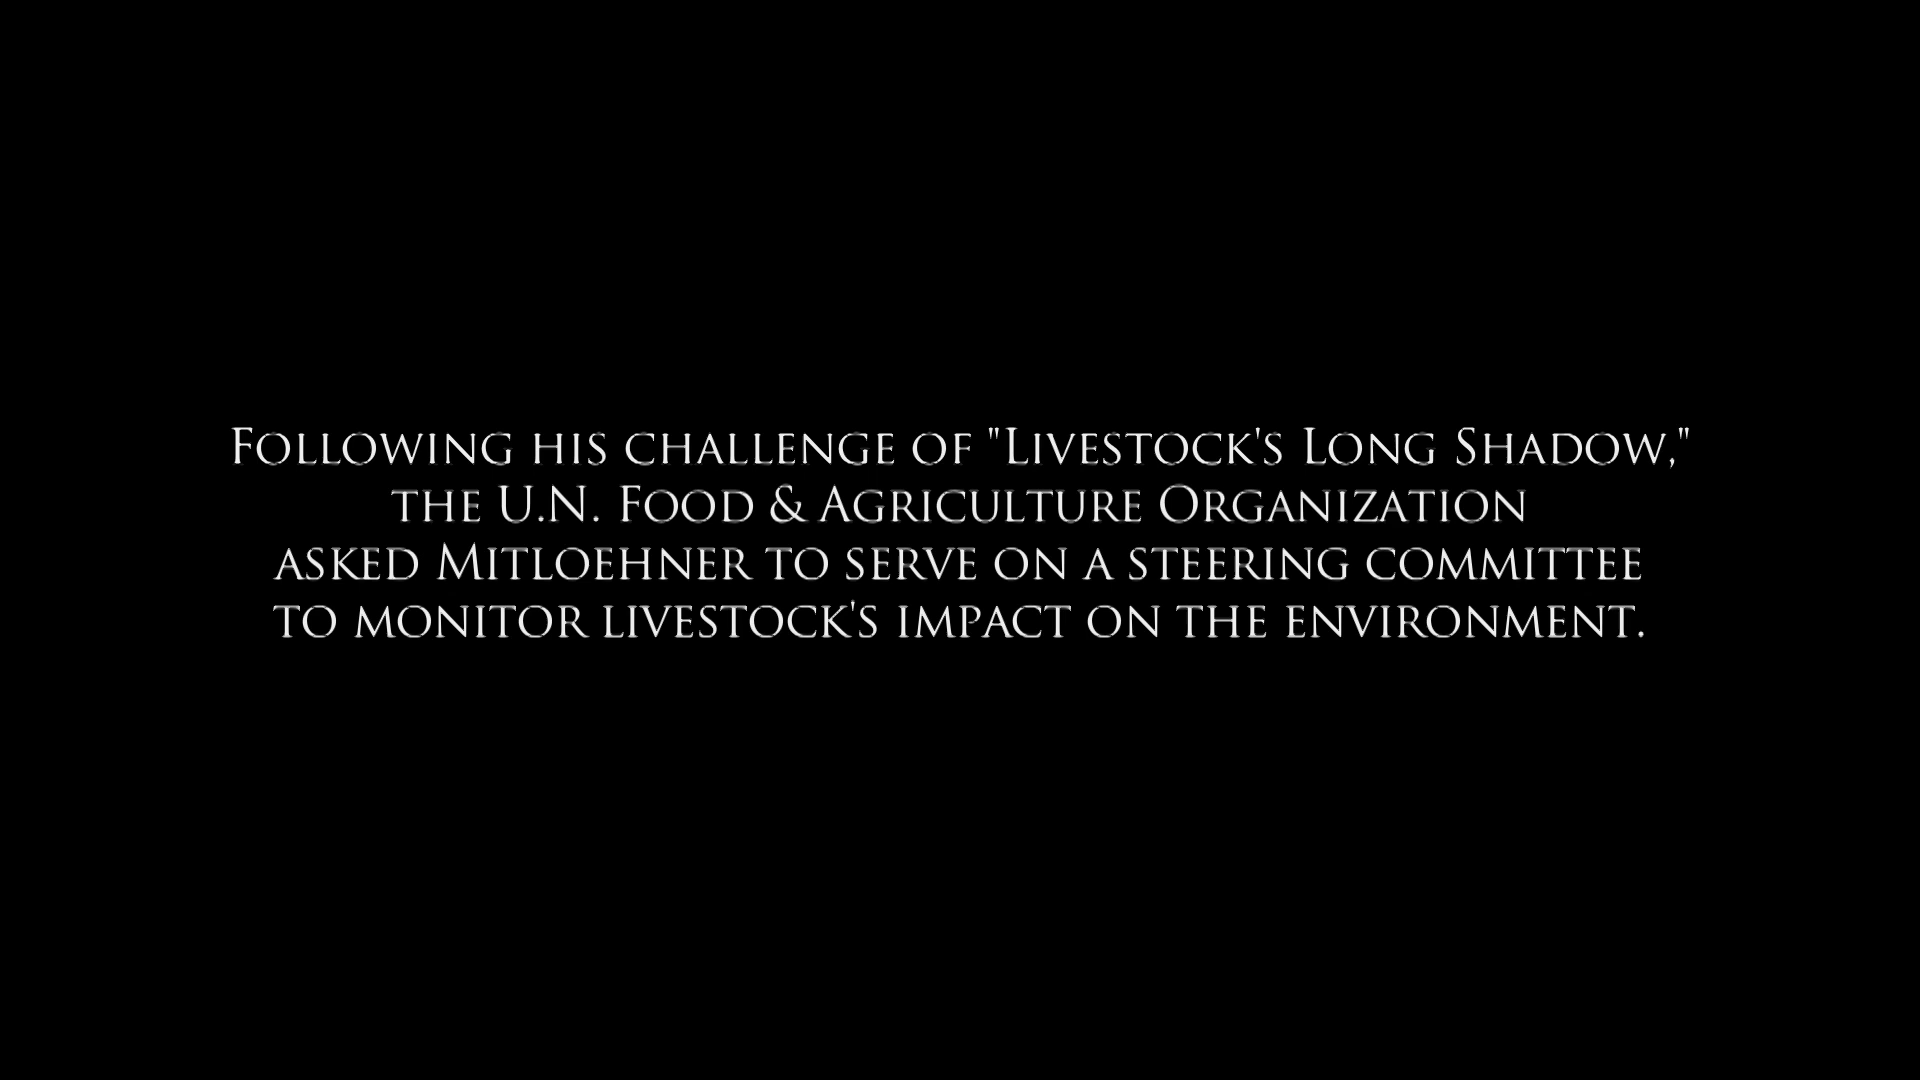 Following his challenge of "Livestock's Long Shadow,"
the U.N. Food & Agriculture Organization
asked Mitloehner to serve on a steering committee
to monitor livestock's impact on the environment.